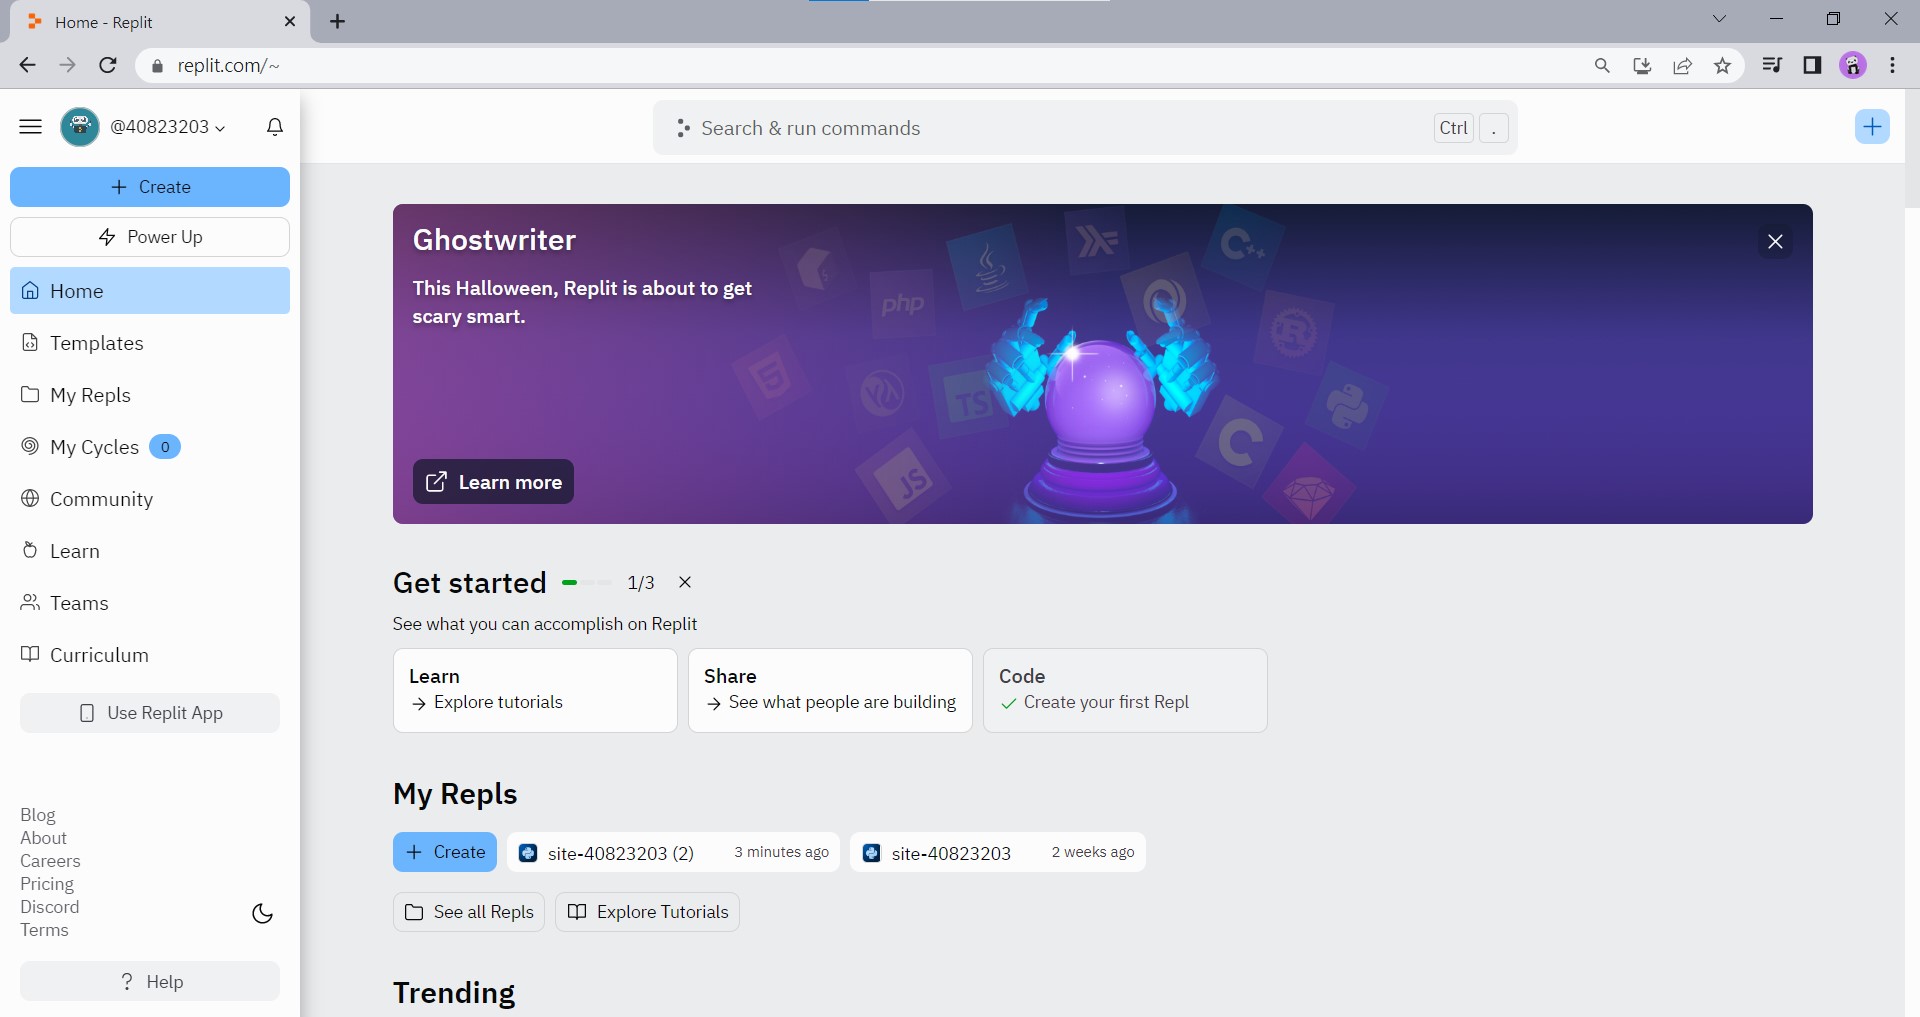 Home - Replit
replit.com/~
@40823203
Search & run commands
Ctrl .
Create
Power Up
Home
Templates
My Repls
My Cycles 0
Community
Learn
Teams
Curriculum
Use Replit App
Blog
About
Careers
Pricing
Discord
Terms
? Help
Ghostwriter
This Halloween, Replit is about to get
scary smart.
Learn more
php
C++
TS
JS
C
Get started 1/3
See what you can accomplish on Replit
Learn
Explore tutorials
Share
See what people are building
Code
Create your first Repl
My Repls
Create
site-40823203 (2) 3 minutes ago
site-40823203 2 weeks ago
See all Repls
Explore Tutorials
Trending